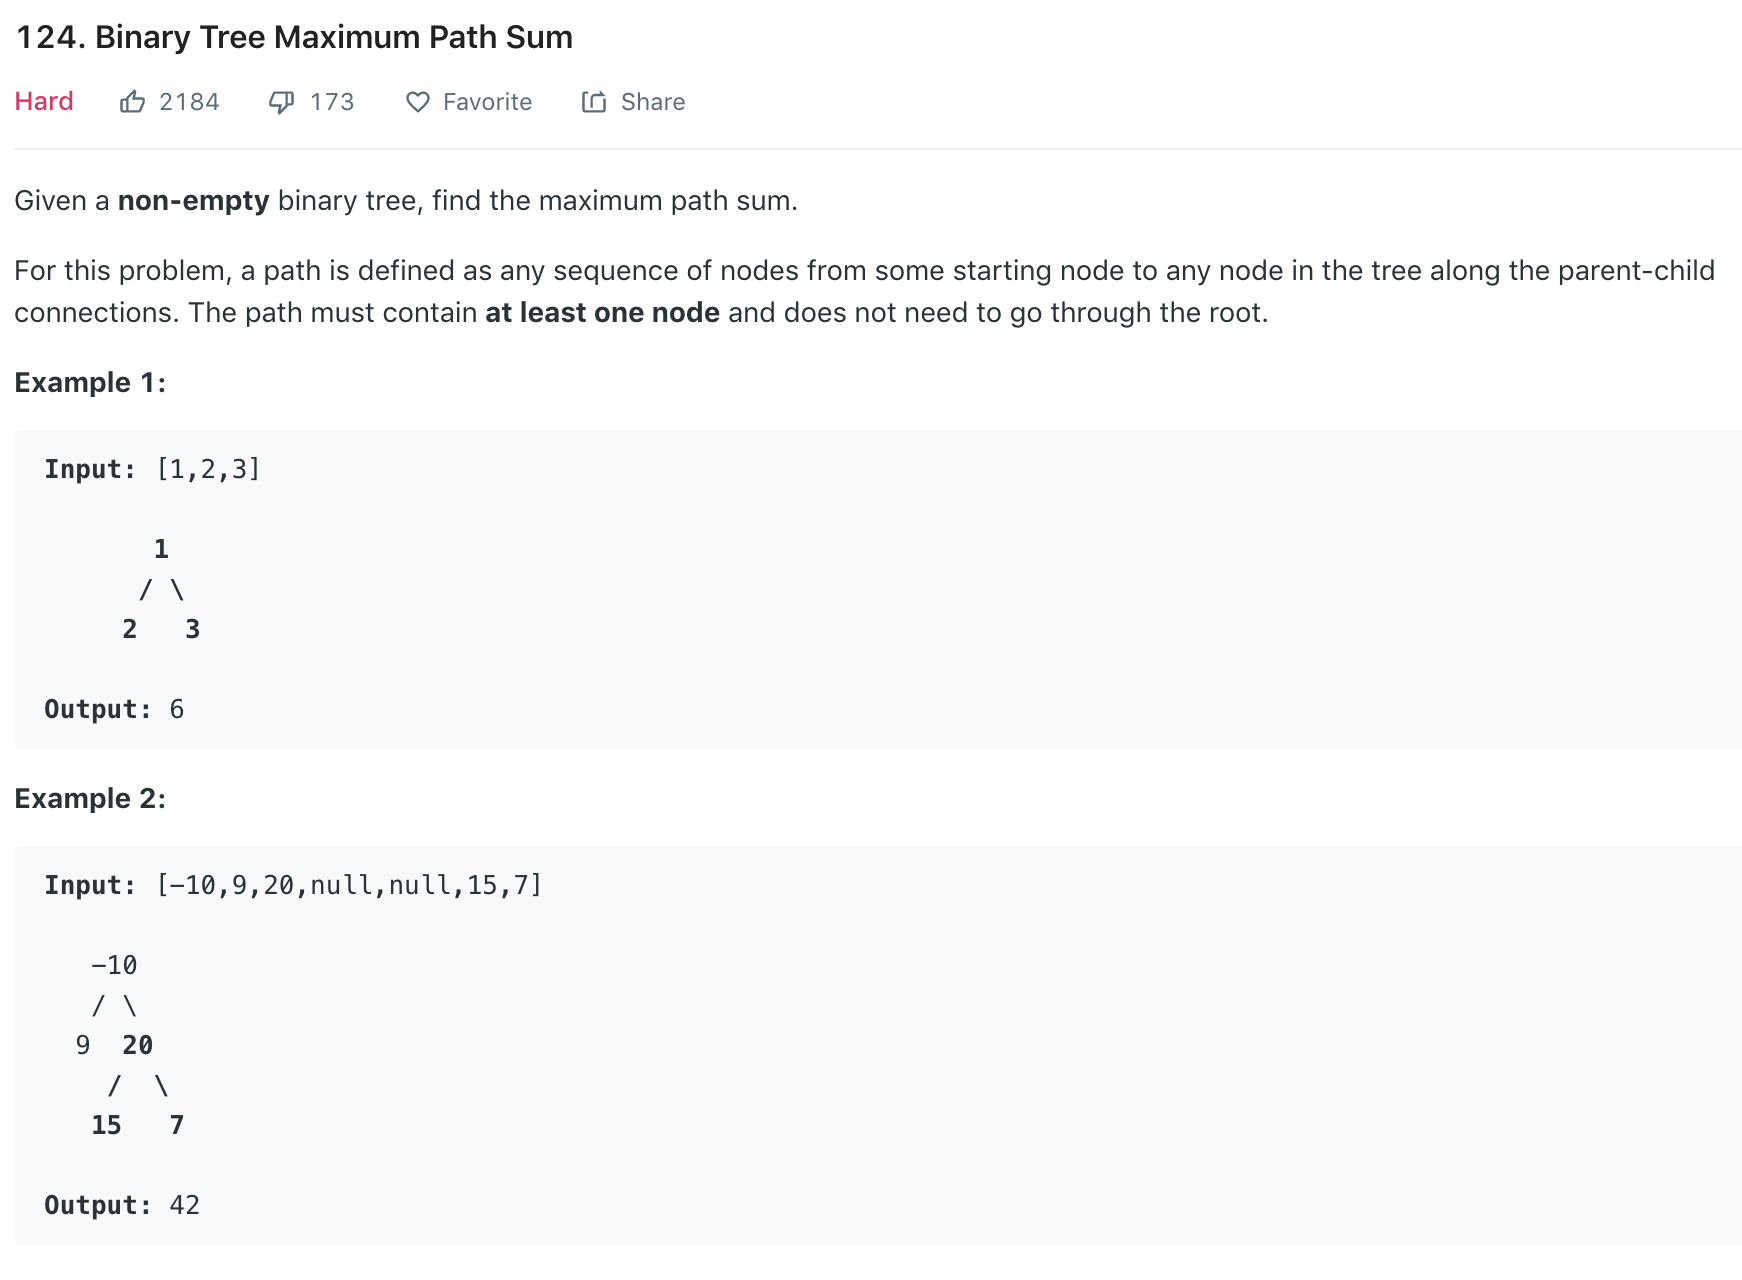 124. Binary Tree Maximum Path Sum
Hard 2184 173 Favorite Share
Given a non-empty binary tree, find the maximum path sum.
For this problem, a path is defined as any sequence of nodes from some starting node to any node in the tree along the parent-child
connections. The path must contain at least one node and does not need to go through the root.
Example 1:
Input: [1,2,3]
1
/ \
2 3
Output: 6
Example 2:
Input: [−10,9,20,null,null,15,7]
−10
/ \
9 20
/ \
15 7
Output: 42